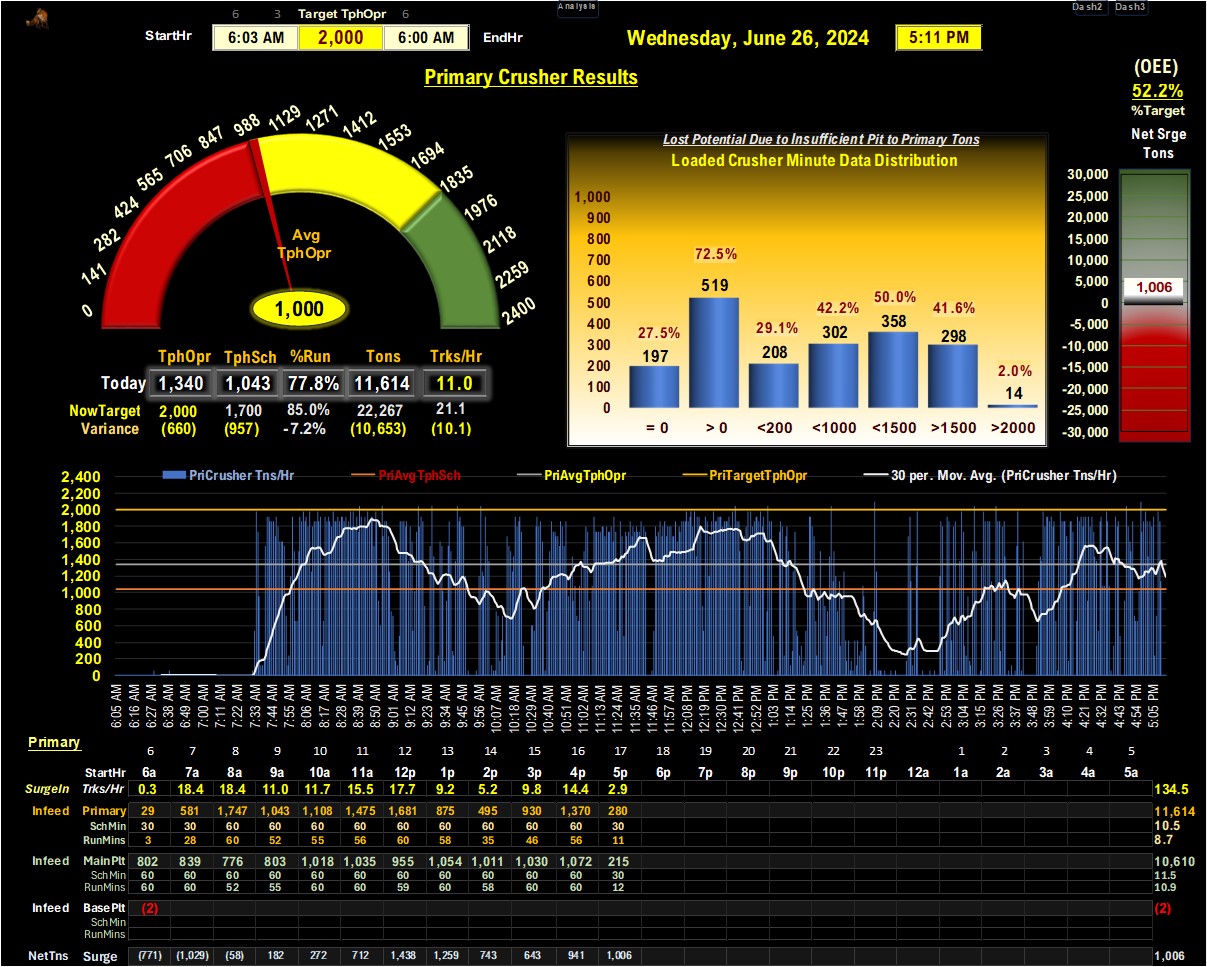 Analysis
Dash2 Dash3
6 3 Target TphOpr 6
StartHr 6:03 AM 2,000 6:00 AM EndHr
Wednesday, June 26, 2024 5:11 PM
Primary Crusher Results
(OEE)
52.2%
%Target
Net Srge
Tons
0 141 282 424 565 706 847 988 1129 1271 1412 1553 1694 1835 1976 2118 2259 2400
Avg
TphOpr
1,000
TphOpr TphSch %Run Tons Trks/Hr
Today 1,340 1,043 77.8% 11,614 11.0
NowTarget 2,000 1,700 85.0% 22,267 21.1
Variance (660) (957) -7.2% (10,653) (10.1)
Lost Potential Due to Insufficient Pit to Primary Tons
Loaded Crusher Minute Data Distribution
1,000
900
800
700
600
500
400
300
200
100
0
27.5% 72.5% 29.1% 42.2% 50.0% 41.6% 2.0%
197 519 208 302 358 298 14
= 0 > 0 <200 <1000 <1500 >1500 >2000
30,000
25,000
20,000
15,000
10,000
5,000
1,006
0
-5,000
-10,000
-15,000
-20,000
-25,000
-30,000
PriCrusher Tns/Hr PriAvgTphSch PriAvgTphOpr PriTargetTphOpr 30 per. Mov. Avg. (PriCrusher Tns/Hr)
2,400
2,200
2,000
1,800
1,600
1,400
1,200
1,000
800
600
400
200
0
6:05 AM 6:16 AM 6:27 AM 6:38 AM 6:49 AM 7:00 AM 7:11 AM 7:22 AM 7:33 AM 7:44 AM 7:55 AM 8:06 AM 8:17 AM 8:28 AM 8:39 AM 8:50 AM 9:01 AM 9:12 AM 9:23 AM 9:34 AM 9:45 AM 9:56 AM 10:07 AM 10:18 AM 10:29 AM 10:40 AM 10:51 AM 11:02 AM 11:13 AM 11:24 AM 11:35 AM 11:46 AM 11:57 AM 12:08 PM 12:19 PM 12:30 PM 12:41 PM 12:52 PM 1:03 PM 1:14 PM 1:25 PM 1:36 PM 1:47 PM 1:58 PM 2:09 PM 2:20 PM 2:31 PM 2:42 PM 2:53 PM 3:04 PM 3:15 PM 3:26 PM 3:37 PM 3:48 PM 3:59 PM 4:10 PM 4:21 PM 4:32 PM 4:43 PM 4:54 PM 5:05 PM
Primary
6 7 8 9 10 11 12 13 14 15 16 17 18 19 20 21 22 23 1 2 3 4 5
StartHr 6a 7a 8a 9a 10a 11a 12p 1p 2p 3p 4p 5p 6p 7p 8p 9p 10p 11p 12a 1a 2a 3a 4a 5a
SurgeIn Trks/Hr 0.3 18.4 18.4 11.0 11.7 15.5 17.7 9.2 5.2 9.8 14.4 2.9 134.5
Infeed Primary 29 581 1,747 1,043 1,108 1,475 1,681 875 495 930 1,370 280 11,614
SchMin 30 30 60 60 60 60 60 60 60 60 60 30 10.5
RunMins 3 28 60 52 55 56 60 58 35 46 56 11 8.7
Infeed MainPlt 802 839 776 803 1,018 1,035 955 1,054 1,011 1,030 1,072 215 10,610
SchMin 60 60 60 60 60 60 60 60 60 60 60 30 11.5
RunMins 60 60 52 55 60 60 59 60 58 60 60 12 10.9
Infeed BasePlt (2) (2)
SchMin
RunMins
NetTns Surge (771) (1,029) (58) 182 272 712 1,438 1,259 743 643 941 1,006 1,006